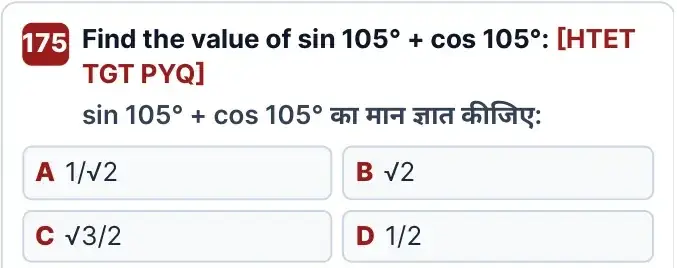 175 Find the value of sin 105° + cos 105°: [HTET
TGT PYQ]
sin 105° + cos 105° का मान ज्ञात कीजिए:
A 1/√2
B √2
C √3/2
D 1/2